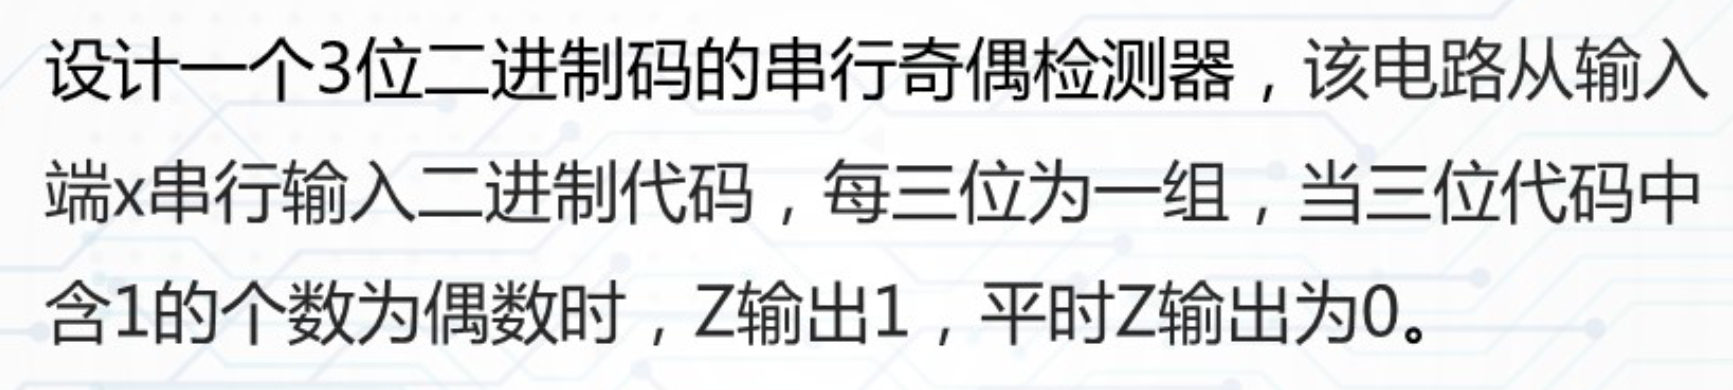 设计一个3位二进制码的串行奇偶检测器，该电路从输入
端x串行输入二进制代码，每三位为一组，当三位代码中
含1的个数为偶数时，Z输出1，平时Z输出为0。